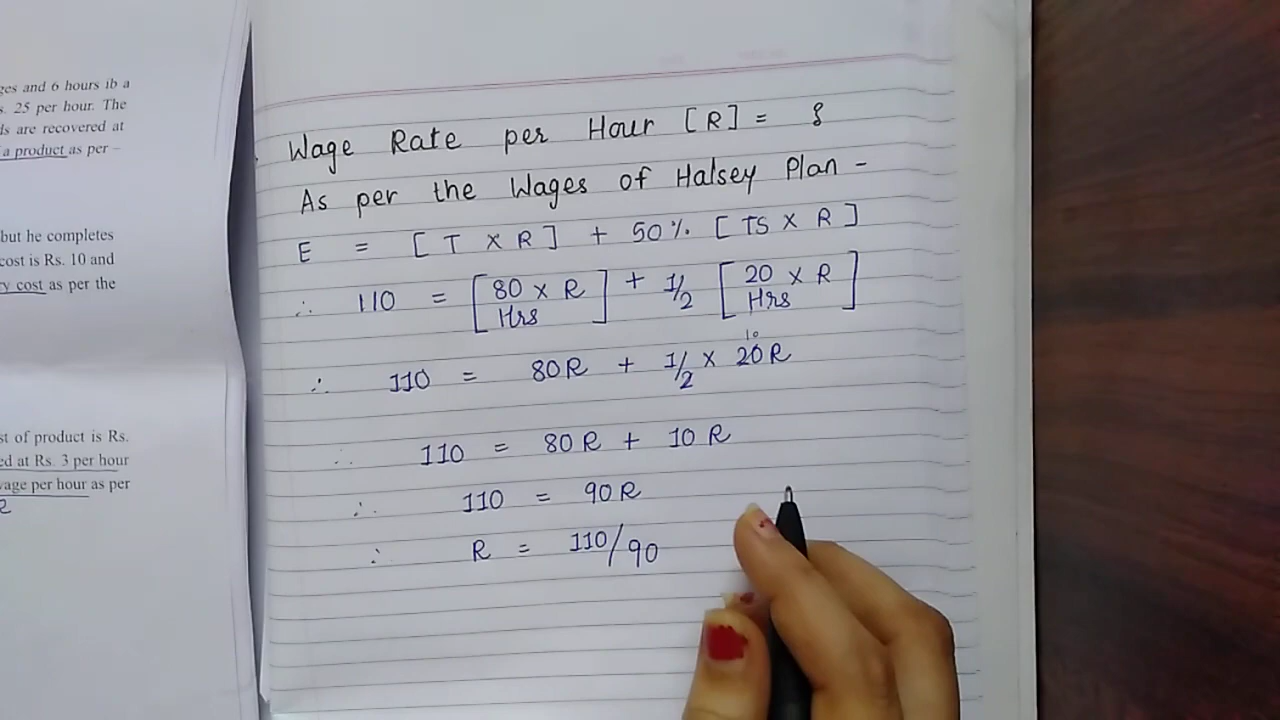 ges and 6 hours ib a
s. 25 per hour. The
ds are recovered at
a product as per –
but he completes
cost is Rs. 10 and
ry cost as per the
st of product is Rs.
ed at Rs. 3 per hour
wage per hour as per
Wage Rate per Hour [R] = ?
As per the Wages of Halsey Plan -
E = [T X R] + 50% [TS X R]
∴ 110 = [80 X R] + 1/2 [20 X R]
Hrs Hrs
10
∴ 110 = 80R + 1/2 X 20R
∴ 110 = 80R + 10R
∴ 110 = 90R
∴ R = 110/90